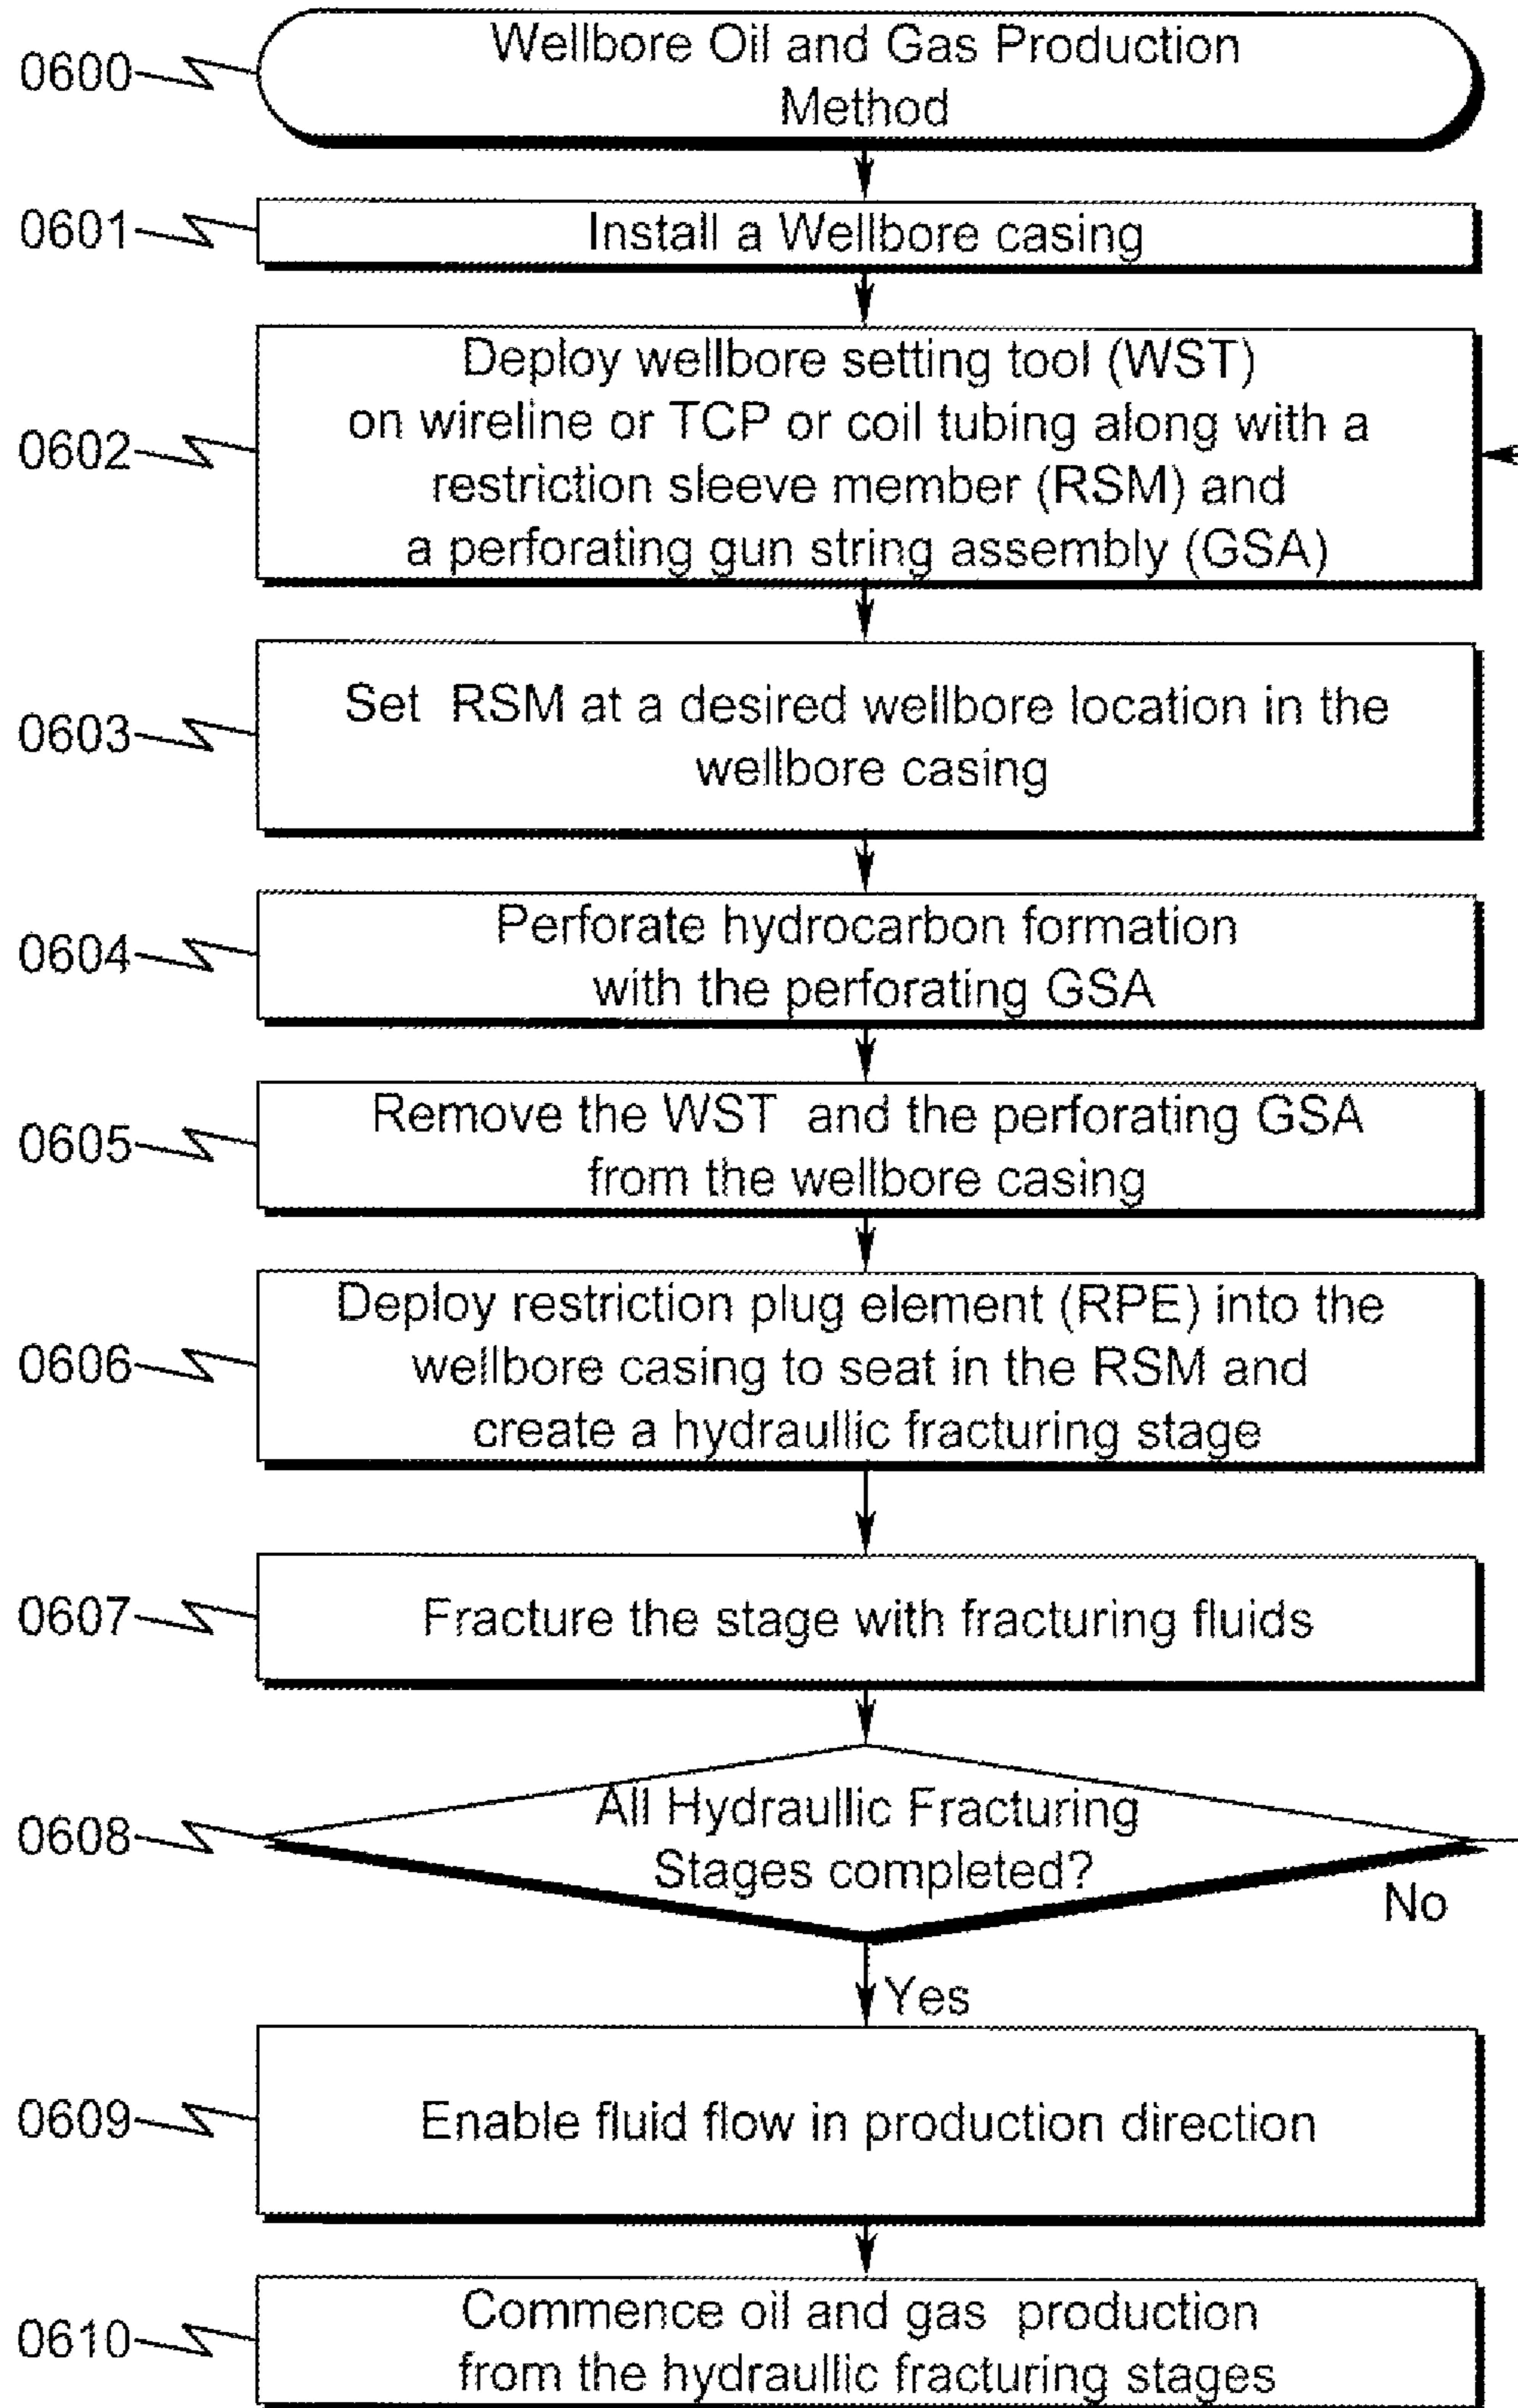 0600
Wellbore Oil and Gas Production
Method
0601
Install a Wellbore casing
0602
Deploy wellbore setting tool (WST)
on wireline or TCP or coil tubing along with a
restriction sleeve member (RSM) and
a perforating gun string assembly (GSA)
0603
Set RSM at a desired wellbore location in the
wellbore casing
0604
Perforate hydrocarbon formation
with the perforating GSA
0605
Remove the WST and the perforating GSA
from the wellbore casing
0606
Deploy restriction plug element (RPE) into the
wellbore casing to seat in the RSM and
create a hydraullic fracturing stage
0607
Fracture the stage with fracturing fluids
0608
All Hydraullic Fracturing
Stages completed?
No
Yes
0609
Enable fluid flow in production direction
0610
Commence oil and gas production
from the hydraullic fracturing stages